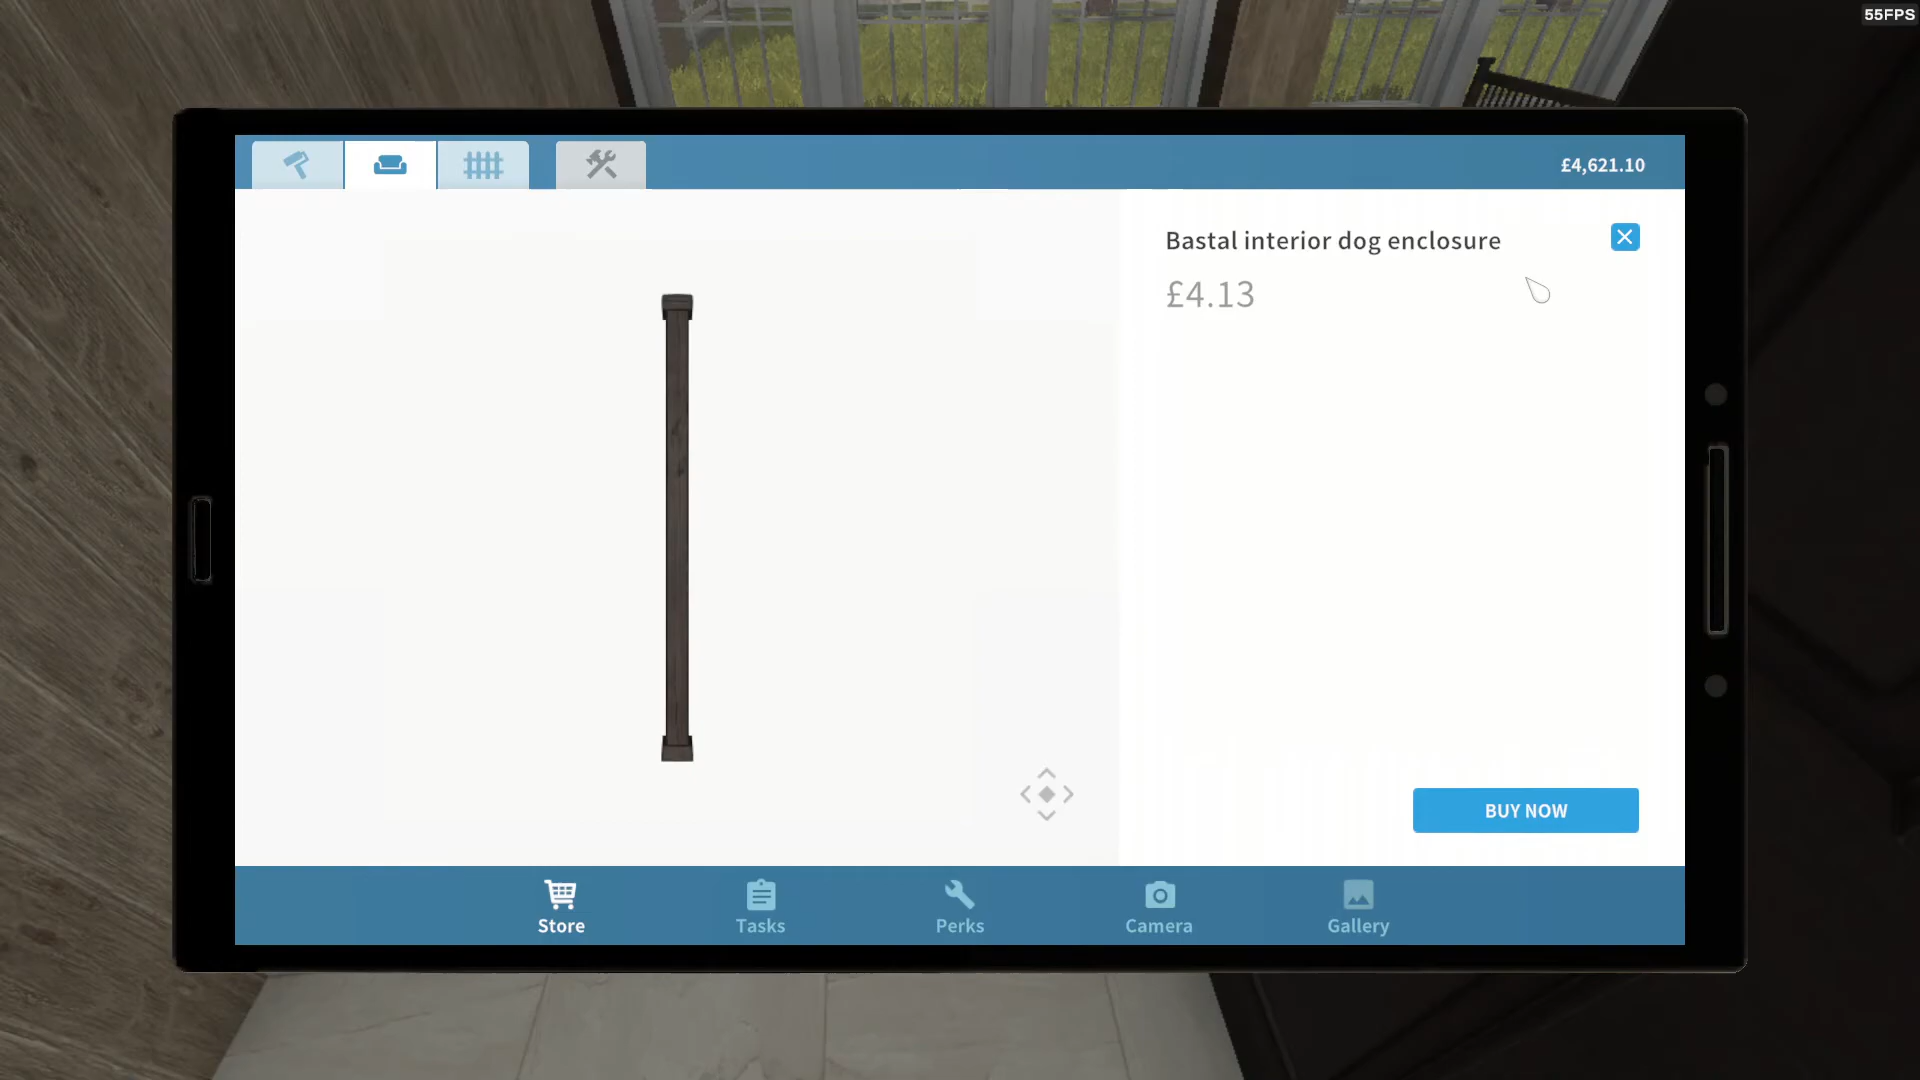 55FPS
£4,621.10
Bastal interior dog enclosure
£4.13
BUY NOW
Store
Tasks
Perks
Camera
Gallery